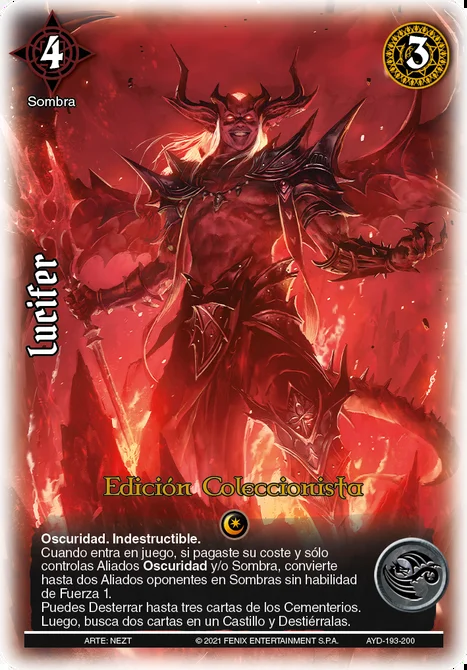 4
3
Sombra
lucifer
Edición Coleccionista
Oscuridad. Indestructible.
Cuando entra en juego, si pagaste su coste y sólo
controlas Aliados Oscuridad y/o Sombra, convierte
hasta dos Aliados oponentes en Sombras sin habilidad
de Fuerza 1.
Puedes Desterrar hasta tres cartas de los Cementerios.
Luego, busca dos cartas en un Castillo y Destiérralas.
ARTE: NEZT © 2021 FENIX ENTERTAINMENT S.P.A. AYD-193-200